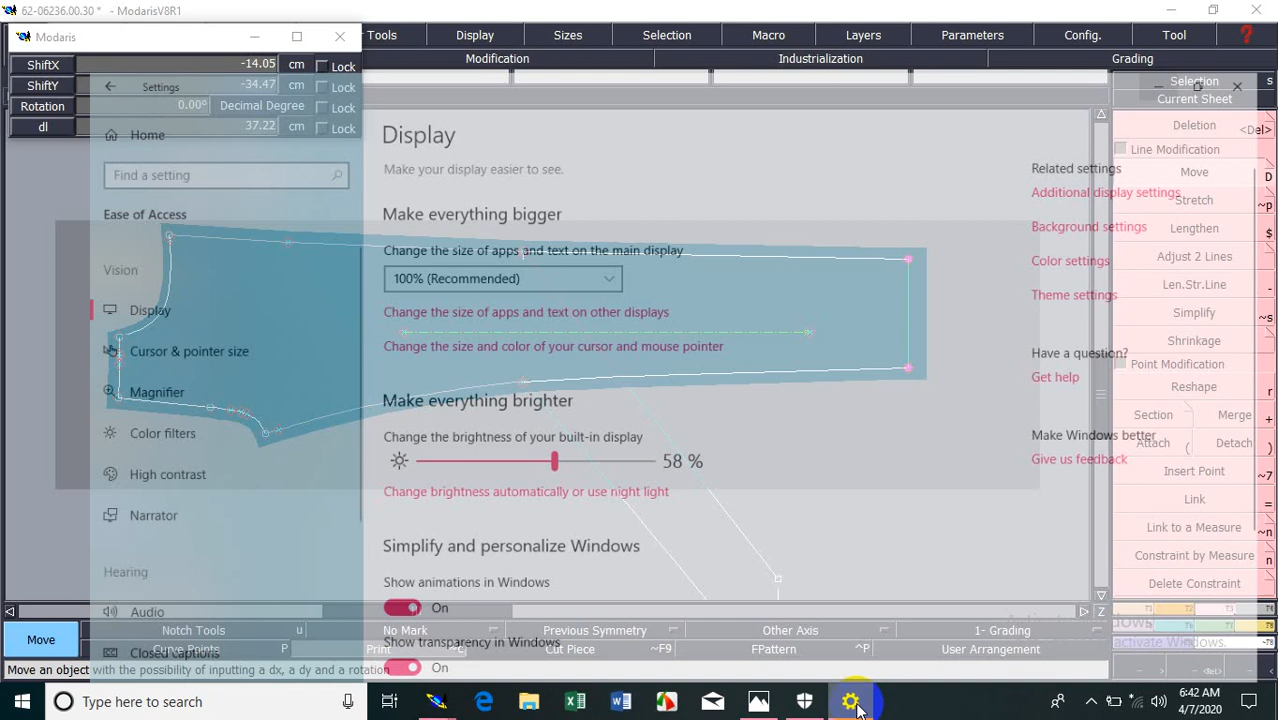 62-06236.00.30 * - ModarisV8R1
Modaris
Tools
Display
Sizes
Selection
Macro
Layers
Parameters
Config.
Tool
Modification
Industrialization
Grading
ShiftX -14.05 cm Lock
ShiftY -34.47 cm Lock
Rotation 0.00° Decimal Degree Lock
dl 37.22 cm Lock
Settings
Home
Find a setting
Ease of Access
Vision
Display
Cursor & pointer size
Magnifier
Color filters
High contrast
Narrator
Hearing
Audio
Closed captions
Display
Make your display easier to see.
Make everything bigger
Change the size of apps and text on the main display
100% (Recommended)
Change the size of apps and text on other displays
Change the size and color of your cursor and mouse pointer
Make everything brighter
Change the brightness of your built-in display
58 %
Change brightness automatically or use night light
Simplify and personalize Windows
Show animations in Windows
On
Show transparency in Windows
On
Related settings
Additional display settings
Background settings
Color settings
Theme settings
Have a question?
Get help
Make Windows better
Give us feedback
Selection s
Current Sheet
Deletion <Del>
Line Modification
Move D
Stretch ~p
Lengthen ~g
Adjust 2 Lines
Len.Str.Line
Simplify ~s
Shrinkage
Point Modification
Reshape r
Section Merge +
Attach ( Detach )
Insert Point ~7
Link
Link to a Measure ~n
Constraint by Measure n
Delete Constraint
Z
T1 T2 T3 T4
~T8
activate Windows.
Move
Notch Tools u
No Mark
Previous Symmetry
Other Axis
1- Grading
Curve Points P
Print ~C
Cut Piece ~F9
FPattern ^P
User Arrangement
Move an object with the possibility of inputting a dx, a dy and a rotation
Type here to search
6:42 AM
4/7/2020